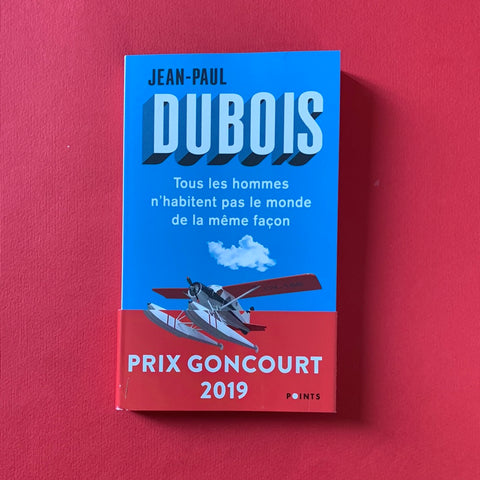 JEAN-PAUL
DUBOIS
Tous les hommes
n'habitent pas le monde
de la même façon
PRIX GONCOURT
2019
POINTS